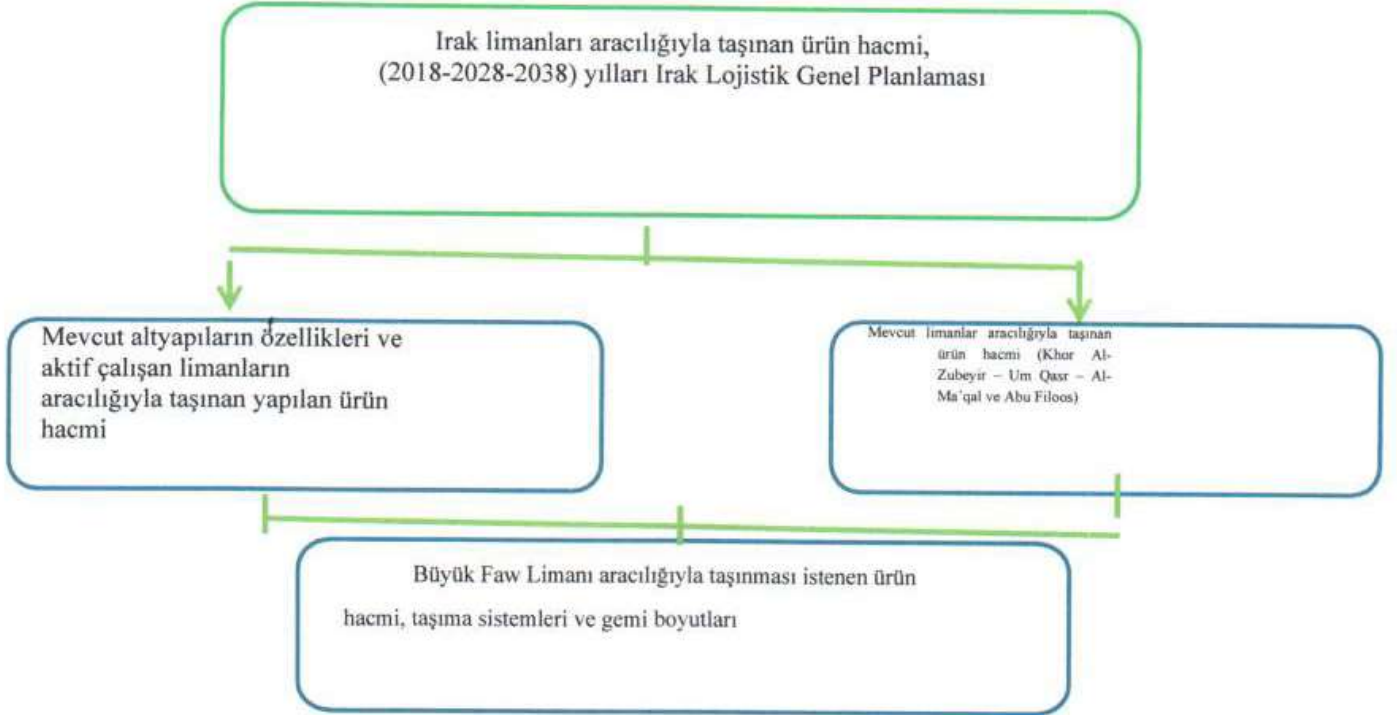 Irak limanları aracılığıyla taşınan ürün hacmi,
(2018-2028-2038) yılları Irak Lojistik Genel Planlaması
Mevcut altyapıların özellikleri ve
aktif çalışan limanların
aracılığıyla taşınan yapılan ürün
hacmi
Mevcut limanlar aracılığıyla taşınan
ürün hacmi (Khor Al-
Zubeyir – Um Qasr – Al-
Ma'qal ve Abu Filoos)
Büyük Faw Limanı aracılığıyla taşınması istenen ürün
hacmi, taşıma sistemleri ve gemi boyutları